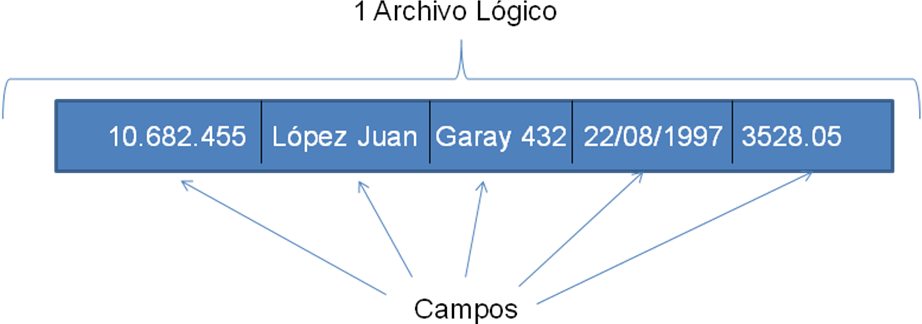 1 Archivo Lógico
10.682.455 López Juan Garay 432 22/08/1997 3528.05
Campos